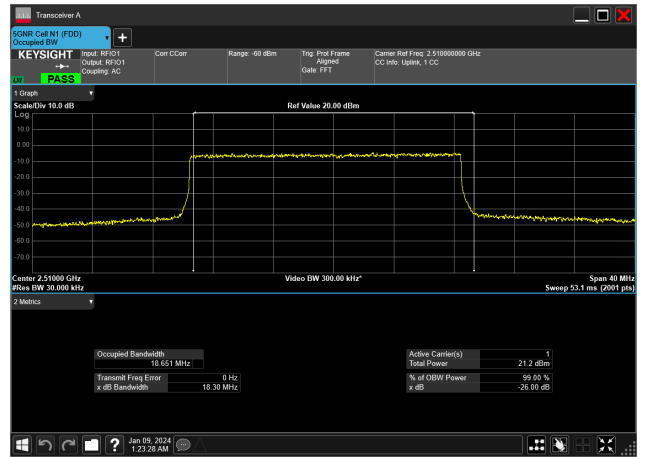 Transceiver A
5GNR Cell N1 (FDD)
Occupied BW
+
KEYSIGHT Input: RFIO1 Corr CCorr Range: -60 dBm Trig: Prot Frame Carrier Ref Freq: 2.510000000 GHz
Output: RFIO1 Aligned CC Info: Uplink, 1 CC
Coupling: AC Gate: FFT
LV PASS
1 Graph
Scale/Div 10.0 dB Ref Value 20.00 dBm
Log
10.0
0.00
-10.0
-20.0
-30.0
-40.0
-50.0
-60.0
-70.0
Center 2.51000 GHz Video BW 300.00 kHz* Span 40 MHz
#Res BW 30.000 kHz Sweep 53.1 ms (2001 pts)
2 Metrics
Occupied Bandwidth Active Carrier(s) 1
18.651 MHz Total Power 21.2 dBm
Transmit Freq Error 0 Hz % of OBW Power 99.00 %
x dB Bandwidth 18.30 MHz x dB -26.00 dB
? Jan 09, 2024
1:23:28 AM